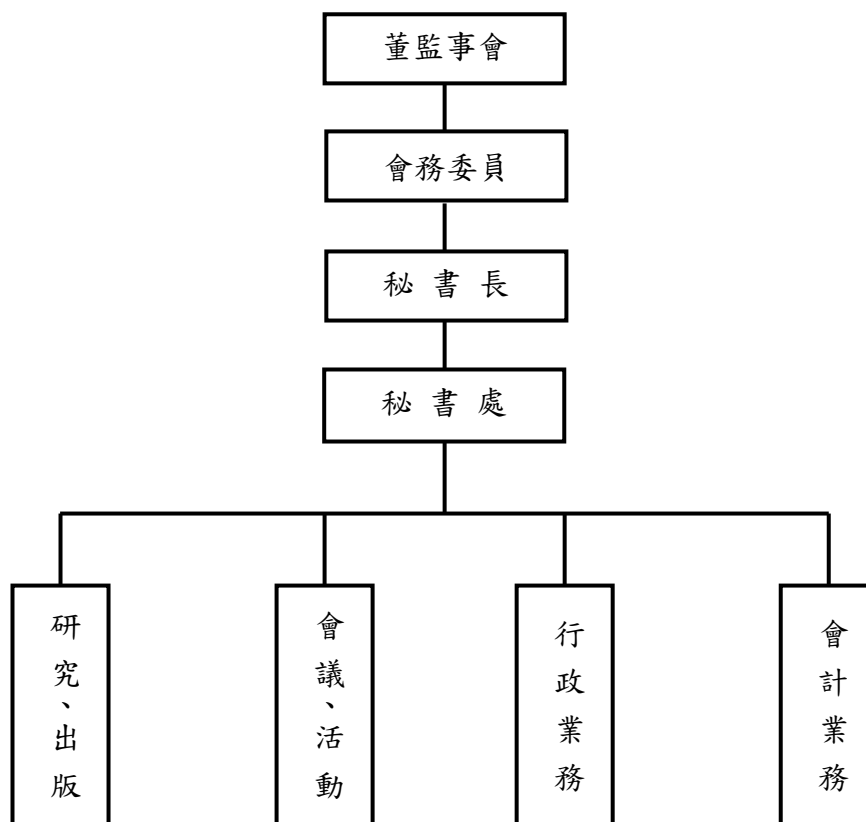 董監事會
會務委員
秘 書 長
秘 書 處
研究、出版
會議、活動
行政業務
會計業務